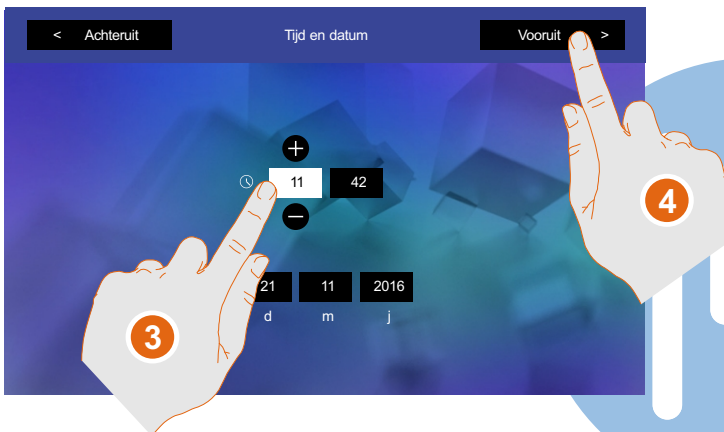 < Achteruit Tijd en datum Vooruit >
+
11 42
−
21 11 2016
d m j
3
4